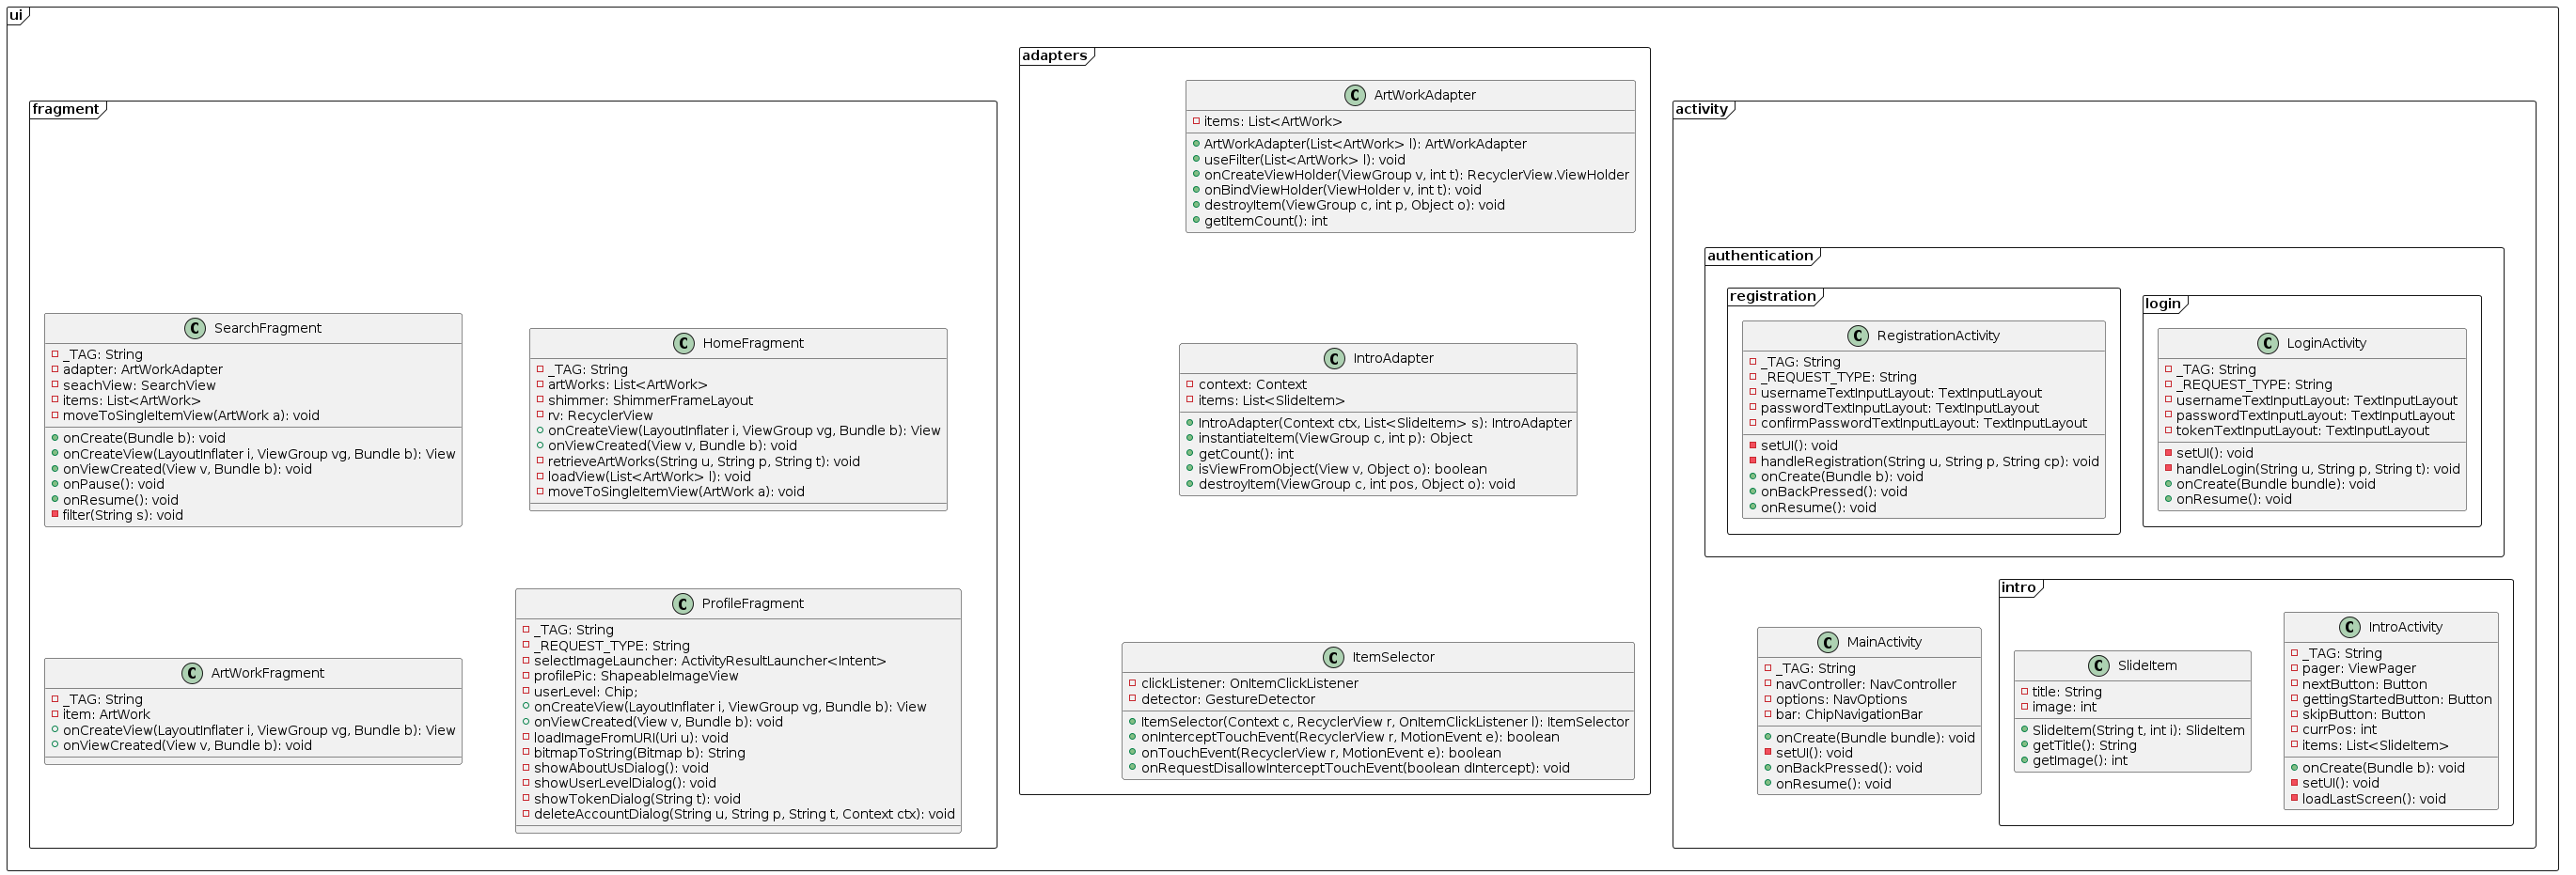 ui
fragment
SearchFragment
_TAG: String
adapter: ArtWorkAdapter
seachView: SearchView
items: List<ArtWork>
moveToSingleItemView(ArtWork a): void
onCreate(Bundle b): void
onCreateView(LayoutInflater i, ViewGroup vg, Bundle b): View
onViewCreated(View v, Bundle b): void
onPause(): void
onResume(): void
filter(String s): void
HomeFragment
_TAG: String
artWorks: List<ArtWork>
shimmer: ShimmerFrameLayout
rv: RecyclerView
onCreateView(LayoutInflater i, ViewGroup vg, Bundle b): View
onViewCreated(View v, Bundle b): void
retrieveArtWorks(String u, String p, String t): void
loadView(List<ArtWork> l): void
moveToSingleItemView(ArtWork a): void
ArtWorkFragment
_TAG: String
item: ArtWork
onCreateView(LayoutInflater i, ViewGroup vg, Bundle b): View
onViewCreated(View v, Bundle b): void
ProfileFragment
_TAG: String
_REQUEST_TYPE: String
selectImageLauncher: ActivityResultLauncher<Intent>
profilePic: ShapeableImageView
userLevel: Chip;
onCreateView(LayoutInflater i, ViewGroup vg, Bundle b): View
onViewCreated(View v, Bundle b): void
loadImageFromURI(Uri u): void
bitmapToString(Bitmap b): String
showAboutUsDialog(): void
showUserLevelDialog(): void
showTokenDialog(String t): void
deleteAccountDialog(String u, String p, String t, Context ctx): void
adapters
ArtWorkAdapter
items: List<ArtWork>
ArtWorkAdapter(List<ArtWork> l): ArtWorkAdapter
useFilter(List<ArtWork> l): void
onCreateViewHolder(ViewGroup v, int t): RecyclerView.ViewHolder
onBindViewHolder(ViewHolder v, int t): void
destroyItem(ViewGroup c, int p, Object o): void
getItemCount(): int
IntroAdapter
context: Context
items: List<SlideItem>
IntroAdapter(Context ctx, List<SlideItem> s): IntroAdapter
instantiateItem(ViewGroup c, int p): Object
getCount(): int
isViewFromObject(View v, Object o): boolean
destroyItem(ViewGroup c, int pos, Object o): void
ItemSelector
clickListener: OnItemClickListener
detector: GestureDetector
ItemSelector(Context c, RecyclerView r, OnItemClickListener l): ItemSelector
onInterceptTouchEvent(RecyclerView r, MotionEvent e): boolean
onTouchEvent(RecyclerView r, MotionEvent e): boolean
onRequestDisallowInterceptTouchEvent(boolean dIntercept): void
activity
authentication
registration
RegistrationActivity
_TAG: String
_REQUEST_TYPE: String
usernameTextInputLayout: TextInputLayout
passwordTextInputLayout: TextInputLayout
confirmPasswordTextInputLayout: TextInputLayout
setUI(): void
handleRegistration(String u, String p, String cp): void
onCreate(Bundle b): void
onBackPressed(): void
onResume(): void
login
LoginActivity
_TAG: String
_REQUEST_TYPE: String
usernameTextInputLayout: TextInputLayout
passwordTextInputLayout: TextInputLayout
tokenTextInputLayout: TextInputLayout
setUI(): void
handleLogin(String u, String p, String t): void
onCreate(Bundle bundle): void
onResume(): void
MainActivity
_TAG: String
navController: NavController
options: NavOptions
bar: ChipNavigationBar
onCreate(Bundle bundle): void
setUI(): void
onBackPressed(): void
onResume(): void
intro
SlideItem
title: String
image: int
SlideItem(String t, int i): SlideItem
getTitle(): String
getImage(): int
IntroActivity
_TAG: String
pager: ViewPager
nextButton: Button
gettingStartedButton: Button
skipButton: Button
currPos: int
items: List<SlideItem>
onCreate(Bundle b): void
setUI(): void
loadLastScreen(): void